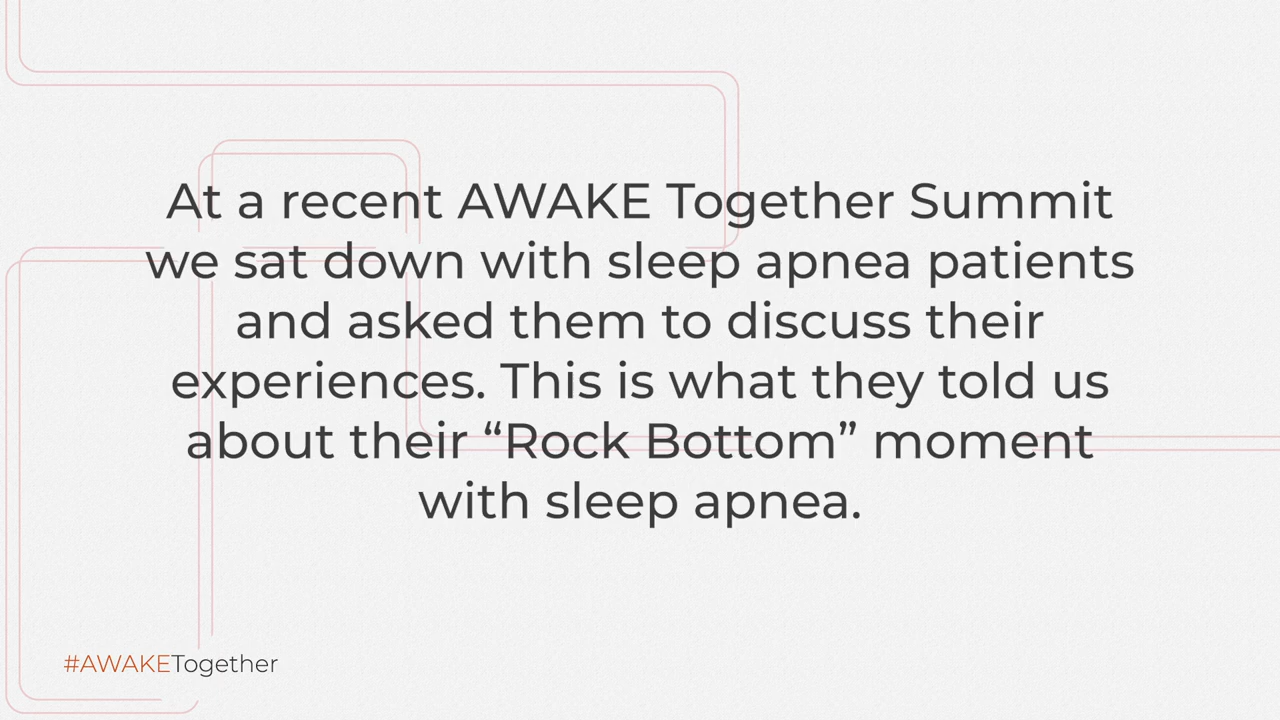 At a recent AWAKE Together Summit
we sat down with sleep apnea patients
and asked them to discuss their
experiences. This is what they told us
about their “Rock Bottom” moment
with sleep apnea.
#AWAKETogether